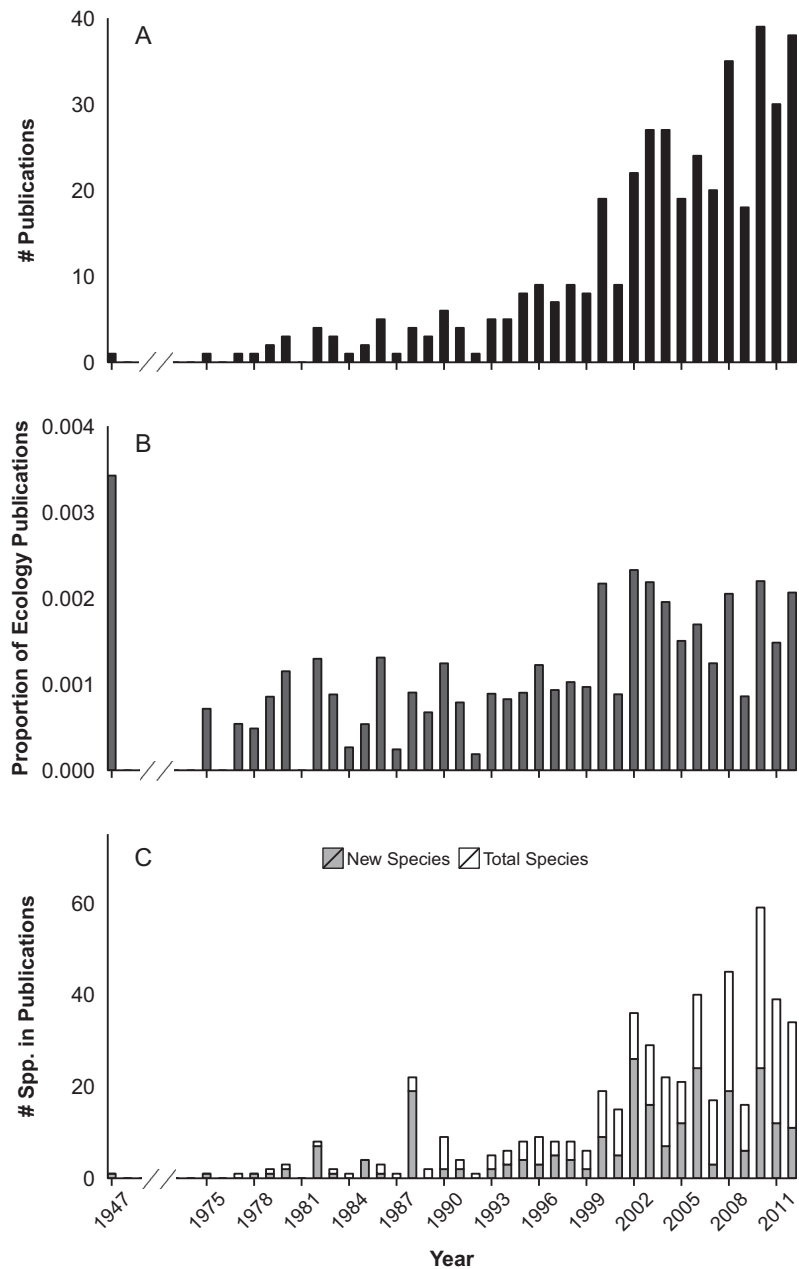 A
# Publications
40
30
20
10
0
B
Proportion of Ecology Publications
0.004
0.003
0.002
0.001
0.000
C
New Species Total Species
# Spp. in Publications
60
40
20
0
1947 1975 1978 1981 1984 1987 1990 1993 1996 1999 2002 2005 2008 2011
Year